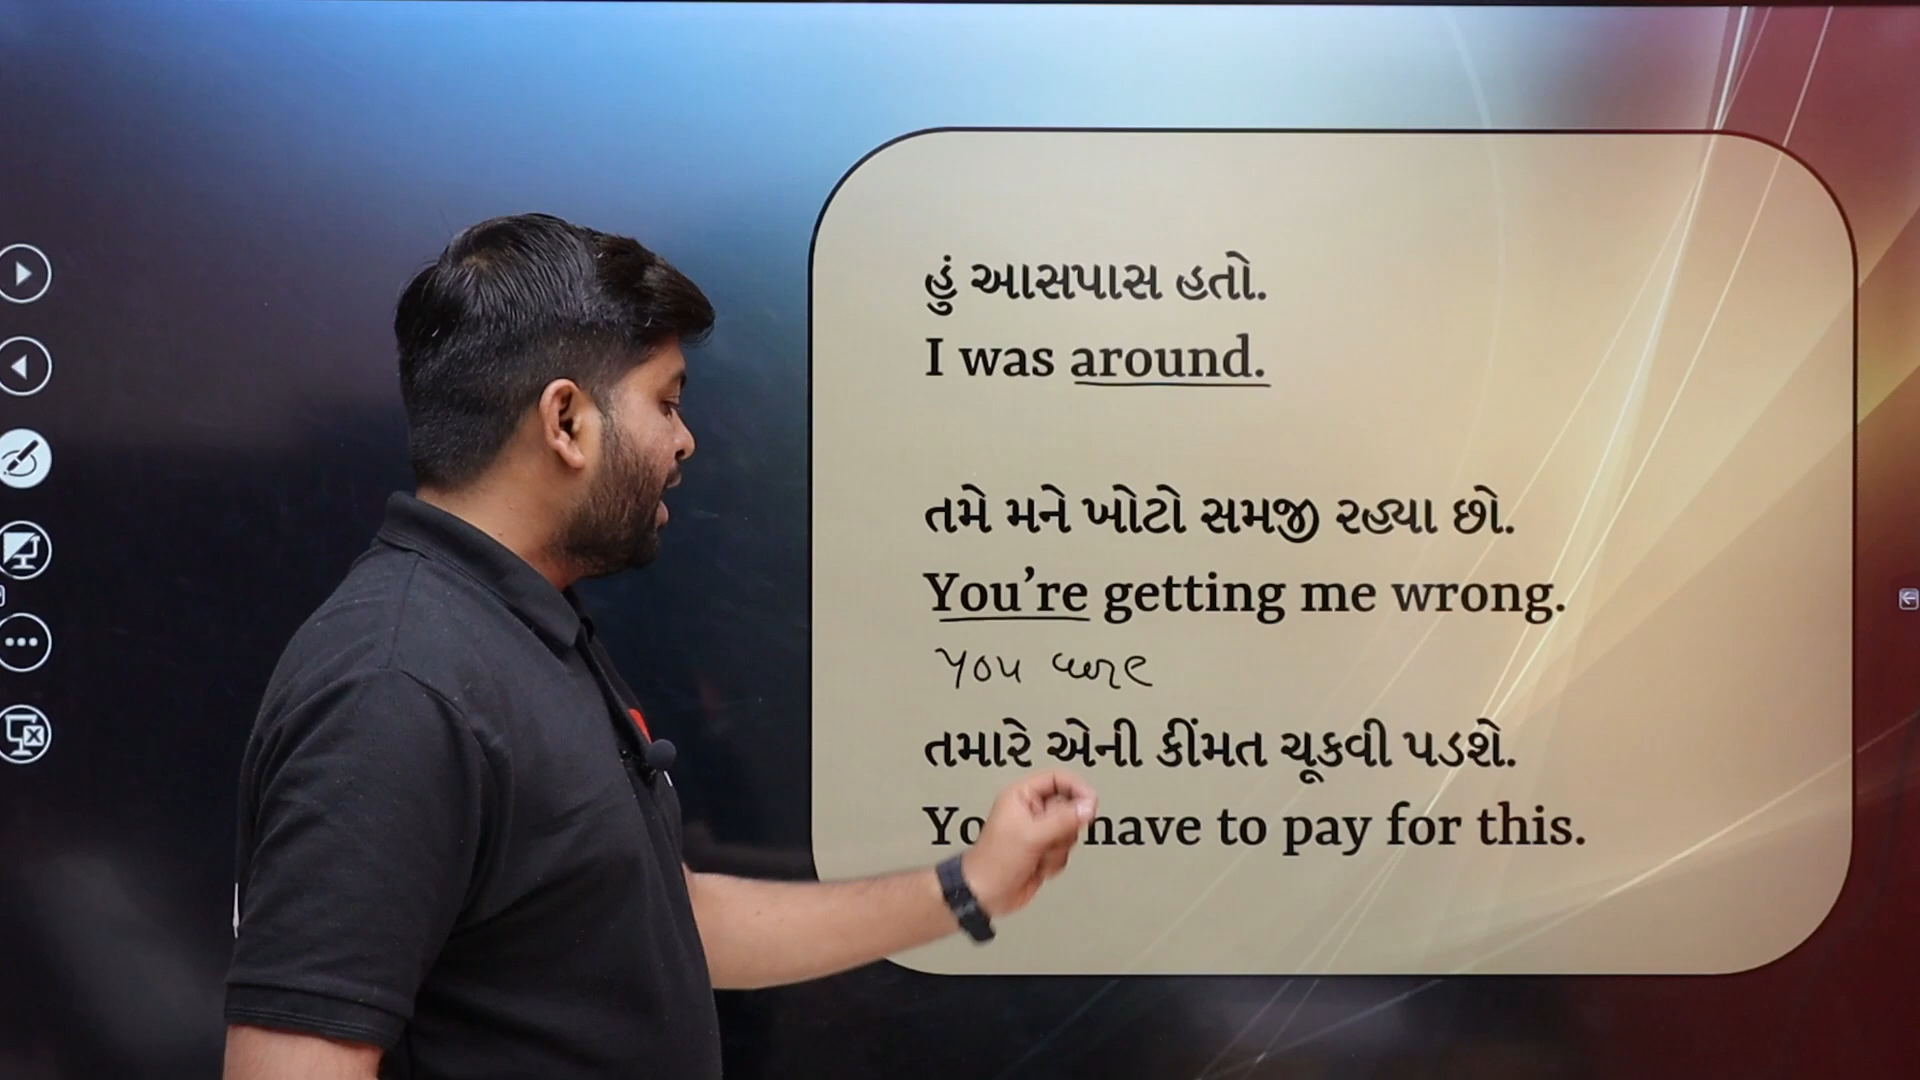 હું આસપાસ હતો.
I was around.
તમે મને ખોટો સમજી રહ્યા છો.
You're getting me wrong.
you are
તમારે એની કીંમત ચૂકવી પડશે.
have to pay for this.